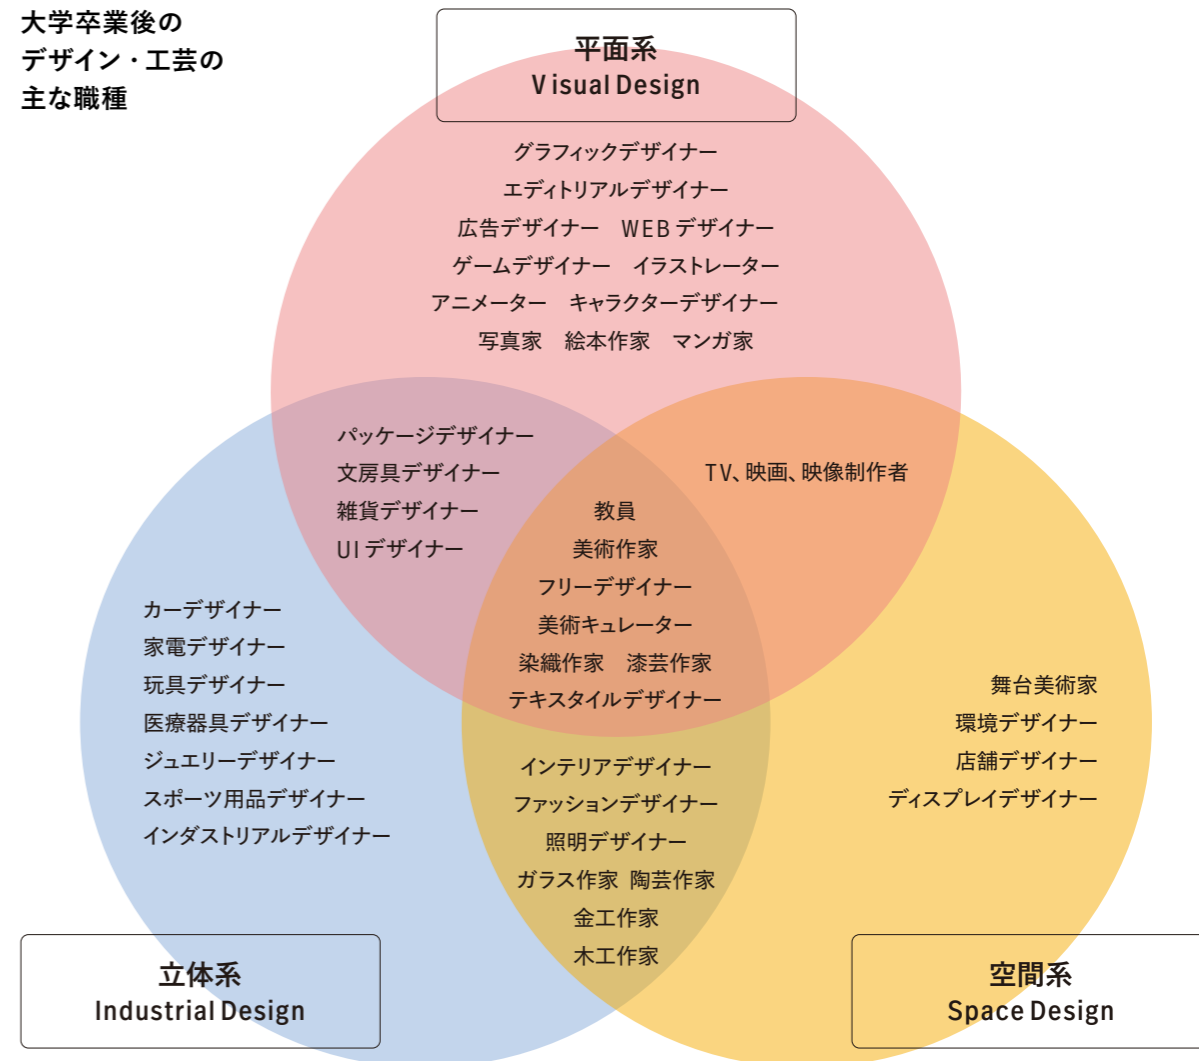 大学卒業後の
デザイン・工芸の
主な職種
平面系
Visual Design
グラフィックデザイナー
エディトリアルデザイナー
広告デザイナー　WEB デザイナー
ゲームデザイナー　イラストレーター
アニメーター　キャラクターデザイナー
写真家　絵本作家　マンガ家
パッケージデザイナー
文房具デザイナー
雑貨デザイナー
UI デザイナー
TV、映画、映像制作者
教員
美術作家
フリーデザイナー
美術キュレーター
染織作家　漆芸作家
テキスタイルデザイナー
カーデザイナー
家電デザイナー
玩具デザイナー
医療器具デザイナー
ジュエリーデザイナー
スポーツ用品デザイナー
インダストリアルデザイナー
舞台美術家
環境デザイナー
店舗デザイナー
ディスプレイデザイナー
インテリアデザイナー
ファッションデザイナー
照明デザイナー
ガラス作家 陶芸作家
金工作家
木工作家
立体系
Industrial Design
空間系
Space Design